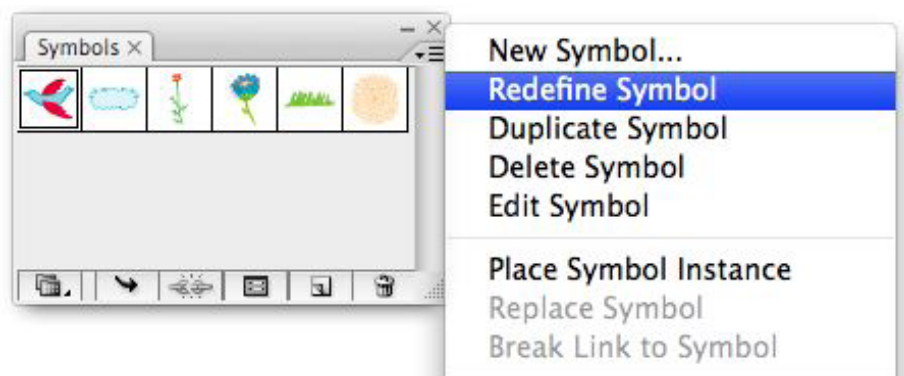 Symbols
New Symbol...
Redefine Symbol
Duplicate Symbol
Delete Symbol
Edit Symbol
Place Symbol Instance
Replace Symbol
Break Link to Symbol